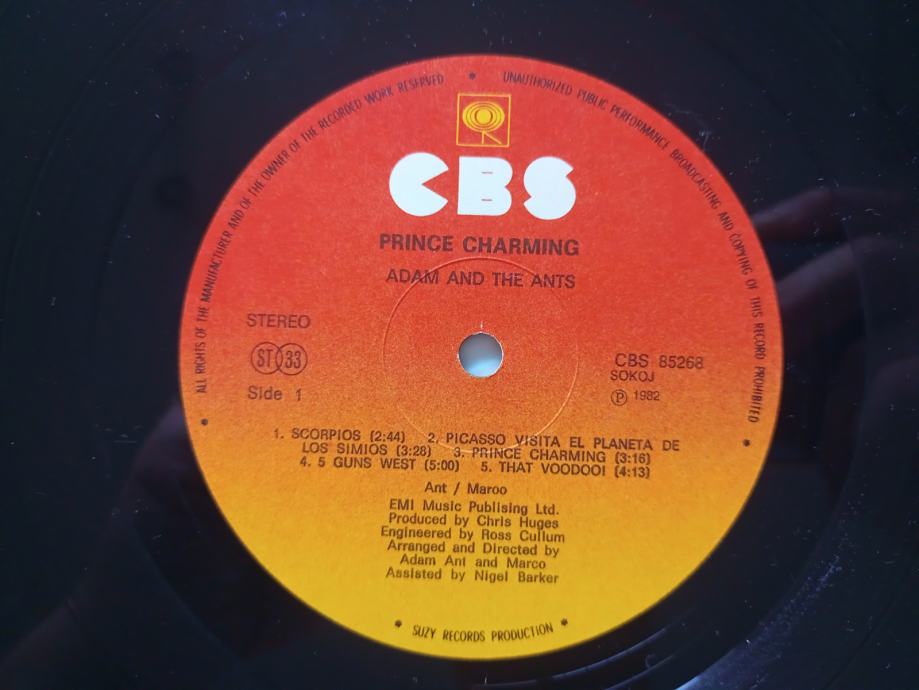 ALL RIGHTS OF THE MANUFACTURER AND OF THE OWNER OF THE RECORDED WORK RESERVED * UNAUTHORIZED PUBLIC PERFORMANCE BROADCASTING AND COPYING OF THIS RECORD PROHIBITED *
CBS
PRINCE CHARMING
ADAM AND THE ANTS
STEREO
ST 33
Side 1
CBS 85268
SOKOJ
Ⓟ 1982
1. SCORPIOS (2:44) 2. PICASSO VISITA EL PLANETA DE
LOS SIMIOS (3:28) 3. PRINCE CHARMING (3:16)
4. 5 GUNS WEST (5:00) 5. THAT VOODOO! (4:13)
Ant / Maroo
EMI Music Publising Ltd.
Produced by Chris Huges
Engineered by Ross Cullum
Arranged and Directed by
Adam Ant and Marco
Assisted by Nigel Barker
* SUZY RECORDS PRODUCTION *